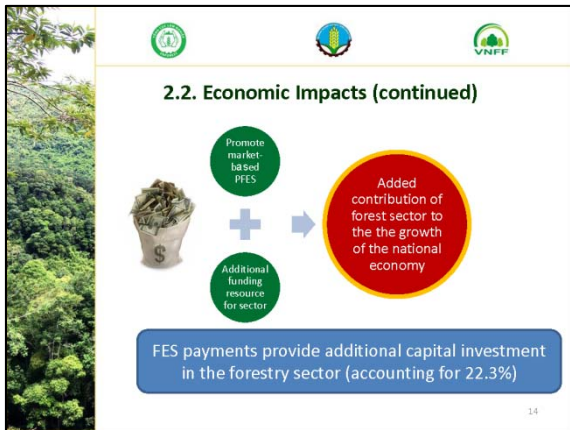 VNFF
2.2. Economic Impacts (continued)
Promote
market-
based
PFES
$
Additional
funding
resource
for sector
Added
contribution of
forest sector to
the the growth
of the national
economy
FES payments provide additional capital investment
in the forestry sector (accounting for 22.3%)
14